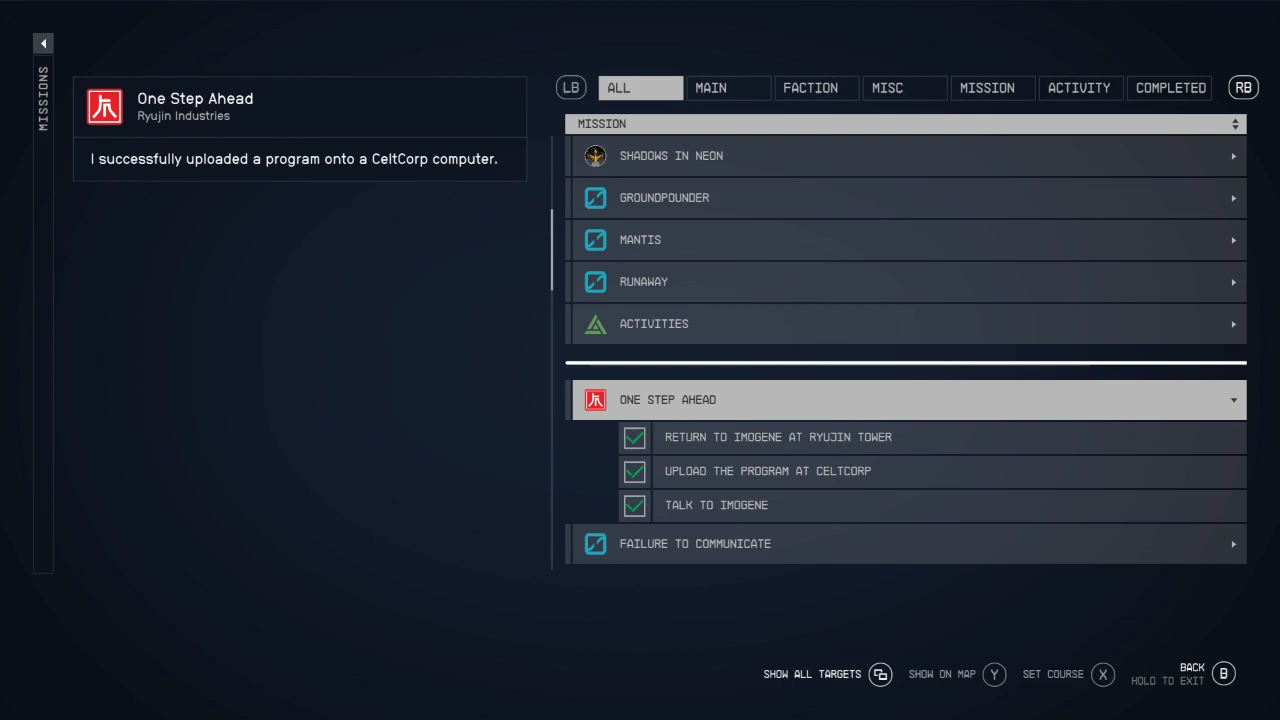 MISSIONS
One Step Ahead
Ryujin Industries
I successfully uploaded a program onto a CeltCorp computer.
LB ALL MAIN FACTION MISC MISSION ACTIVITY COMPLETED RB
MISSION
SHADOWS IN NEON
GROUNDPOUNDER
MANTIS
RUNAWAY
ACTIVITIES
ONE STEP AHEAD
RETURN TO IMOGENE AT RYUJIN TOWER
UPLOAD THE PROGRAM AT CELTCORP
TALK TO IMOGENE
FAILURE TO COMMUNICATE
SHOW ALL TARGETS SHOW ON MAP Y SET COURSE X BACK B
HOLD TO EXIT